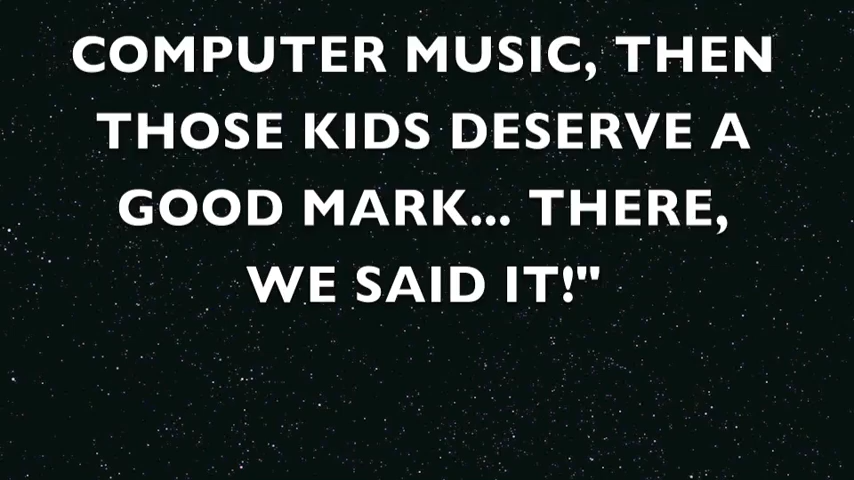 COMPUTER MUSIC, THEN
THOSE KIDS DESERVE A
GOOD MARK... THERE,
WE SAID IT!"